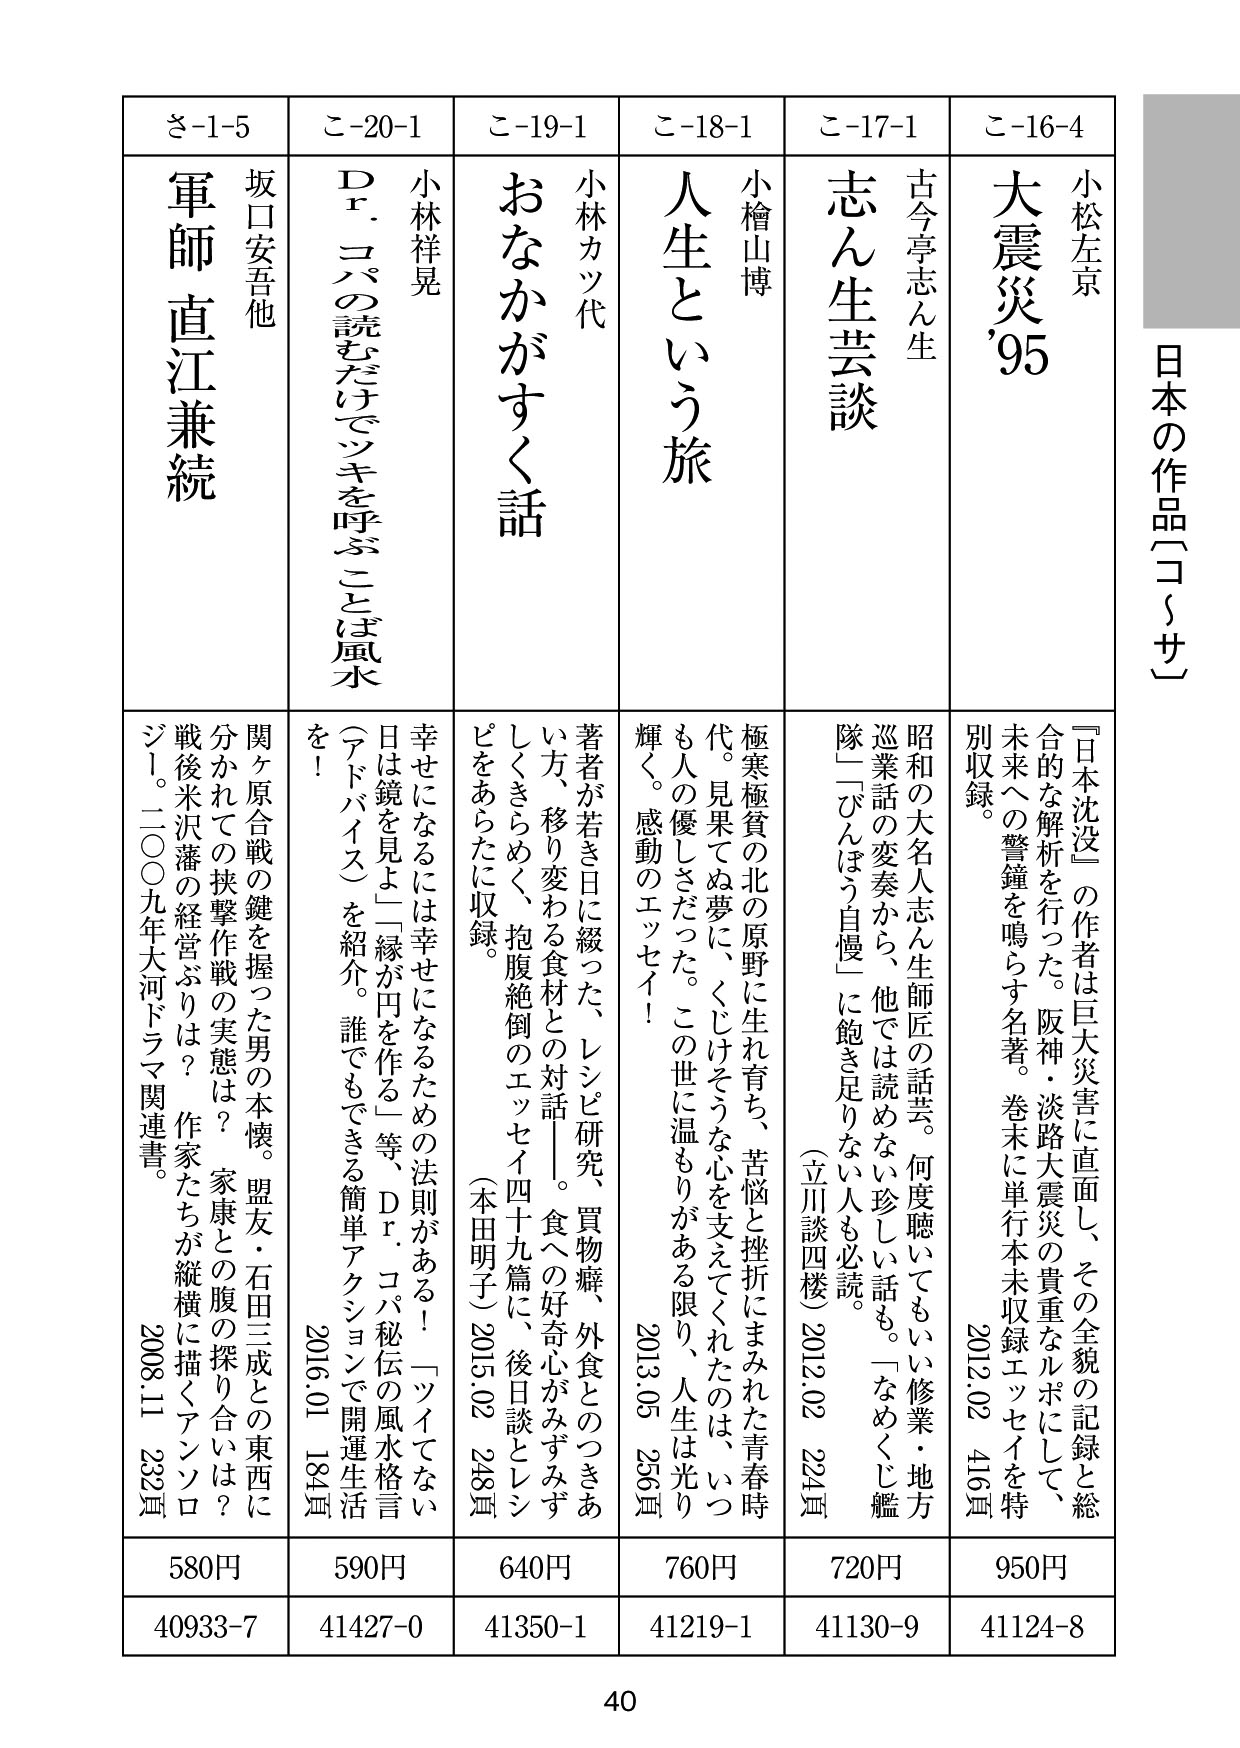 日本の作品〔コ～サ〕
こ-16-4
小松左京
大震災’95
『日本沈没』の作者は巨大災害に直面し、その全貌の記録と総
合的な解析を行った。阪神・淡路大震災の貴重なルポにして、
未来への警鐘を鳴らす名著。巻末に単行本未収録エッセイを特
別収録。
2012.02　416頁
950円
41124-8
こ-17-1
古今亭志ん生
志ん生芸談
昭和の大名人志ん生師匠の話芸。何度聴いてもいい修業・地方
巡業話の変奏から、他では読めない珍しい話も。「なめくじ艦
隊」「びんぼう自慢」に飽き足りない人も必読。
（立川談四楼）2012.02　224頁
720円
41130-9
こ-18-1
小檜山博
人生という旅
極寒極貧の北の原野に生れ育ち、苦悩と挫折にまみれた青春時
代。見果てぬ夢に、くじけそうな心を支えてくれたのは、いつ
も人の優しさだった。この世に温もりがある限り、人生は光り
輝く。感動のエッセイ！
2013.05　256頁
760円
41219-1
こ-19-1
小林カツ代
おなかがすく話
著者が若き日に綴った、レシピ研究、買物癖、外食とのつきあ
い方、移り変わる食材との対話――。食への好奇心がみずみず
しくきらめく、抱腹絶倒のエッセイ四十九篇に、後日談とレシ
ピをあらたに収録。
（本田明子）2015.02　248頁
640円
41350-1
こ-20-1
小林祥晃
Dr.コパの読むだけでツキを呼ぶ ことば風水
幸せになるには幸せになるための法則がある！「ツイてない
日は鏡を見よ」「縁が円を作る」等、Dr.コパ秘伝の風水格言
（アドバイス）を紹介。誰でもできる簡単アクションで開運生活
を！
2016.01　184頁
590円
41427-0
さ-1-5
坂口安吾他
軍師 直江兼続
関ヶ原合戦の鍵を握った男の本懐。盟友・石田三成との東西に
分かれての挟撃作戦の実態は？　家康との腹の探り合いは？
戦後米沢藩の経営ぶりは？　作家たちが縦横に描くアンソロ
ジー。二〇〇九年大河ドラマ関連書。
2008.11　232頁
580円
40933-7
40